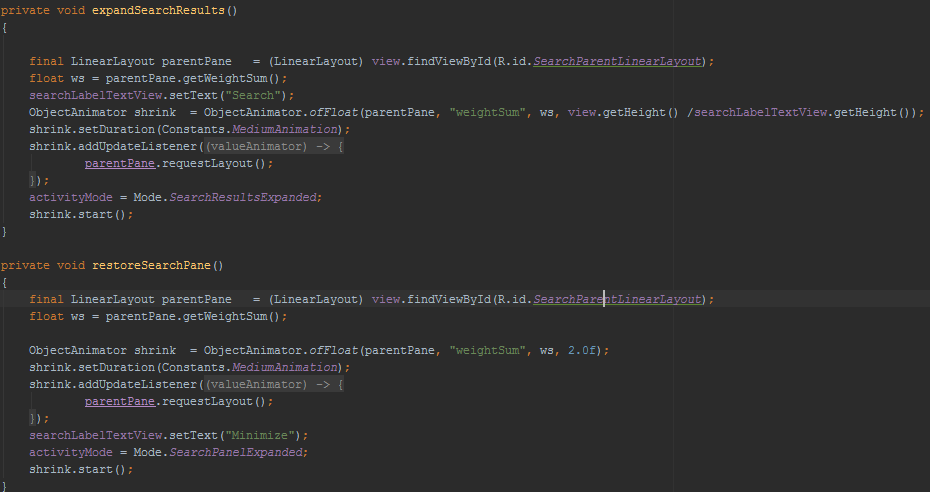 private void expandSearchResults()
{
final LinearLayout parentPane   = (LinearLayout) view.findViewById(R.id.SearchParentLinearLayout);
float ws = parentPane.getWeightSum();
searchLabelTextView.setText("Search");
ObjectAnimator shrink  = ObjectAnimator.ofFloat(parentPane, "weightSum", ws, view.getHeight() /searchLabelTextView.getHeight());
shrink.setDuration(Constants.MediumAnimation);
shrink.addUpdateListener((valueAnimator) -> {
parentPane.requestLayout();
});
activityMode = Mode.SearchResultsExpanded;
shrink.start();
}
private void restoreSearchPane()
{
final LinearLayout parentPane   = (LinearLayout) view.findViewById(R.id.SearchParentLinearLayout);
float ws = parentPane.getWeightSum();
ObjectAnimator shrink  = ObjectAnimator.ofFloat(parentPane, "weightSum", ws, 2.0f);
shrink.setDuration(Constants.MediumAnimation);
shrink.addUpdateListener((valueAnimator) -> {
parentPane.requestLayout();
});
searchLabelTextView.setText("Minimize");
activityMode = Mode.SearchPanelExpanded;
shrink.start();
}